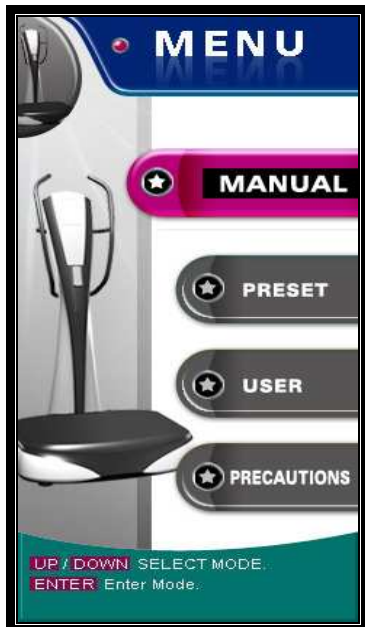 MENU
MANUAL
PRESET
USER
PRECAUTIONS
UP / DOWN SELECT MODE.
ENTER Enter Mode.